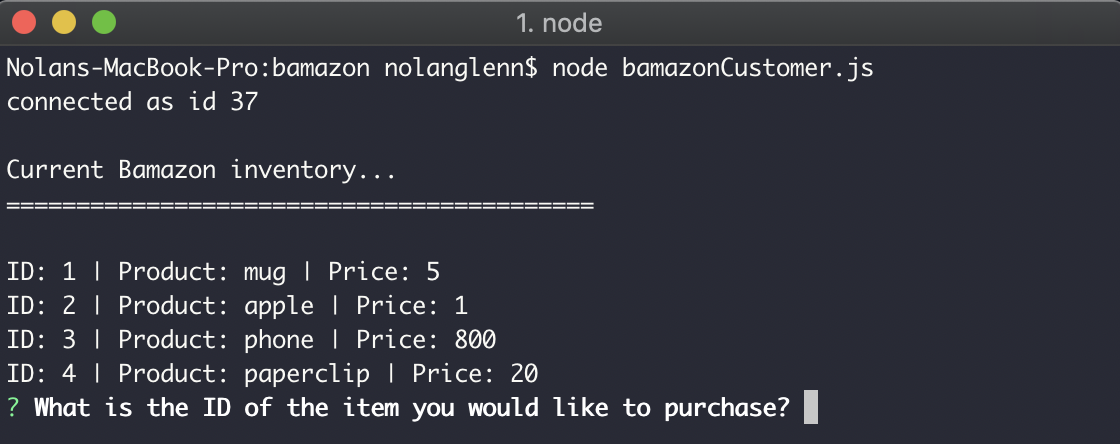 1. node
Nolans-MacBook-Pro:bamazon nolanglenn$ node bamazonCustomer.js
connected as id 37
Current Bamazon inventory...
==========================================
ID: 1 | Product: mug | Price: 5
ID: 2 | Product: apple | Price: 1
ID: 3 | Product: phone | Price: 800
ID: 4 | Product: paperclip | Price: 20
? What is the ID of the item you would like to purchase?